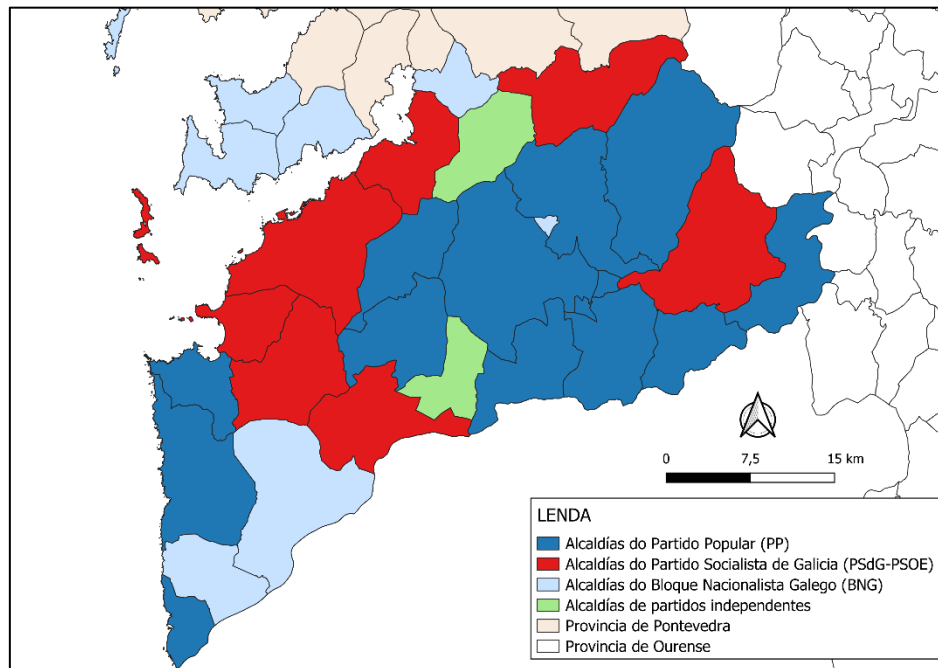 0 7,5 15 km
LENDA
Alcaldías do Partido Popular (PP)
Alcaldías do Partido Socialista de Galicia (PSdG-PSOE)
Alcaldías do Bloque Nacionalista Galego (BNG)
Alcaldías de partidos independentes
Provincia de Pontevedra
Provincia de Ourense